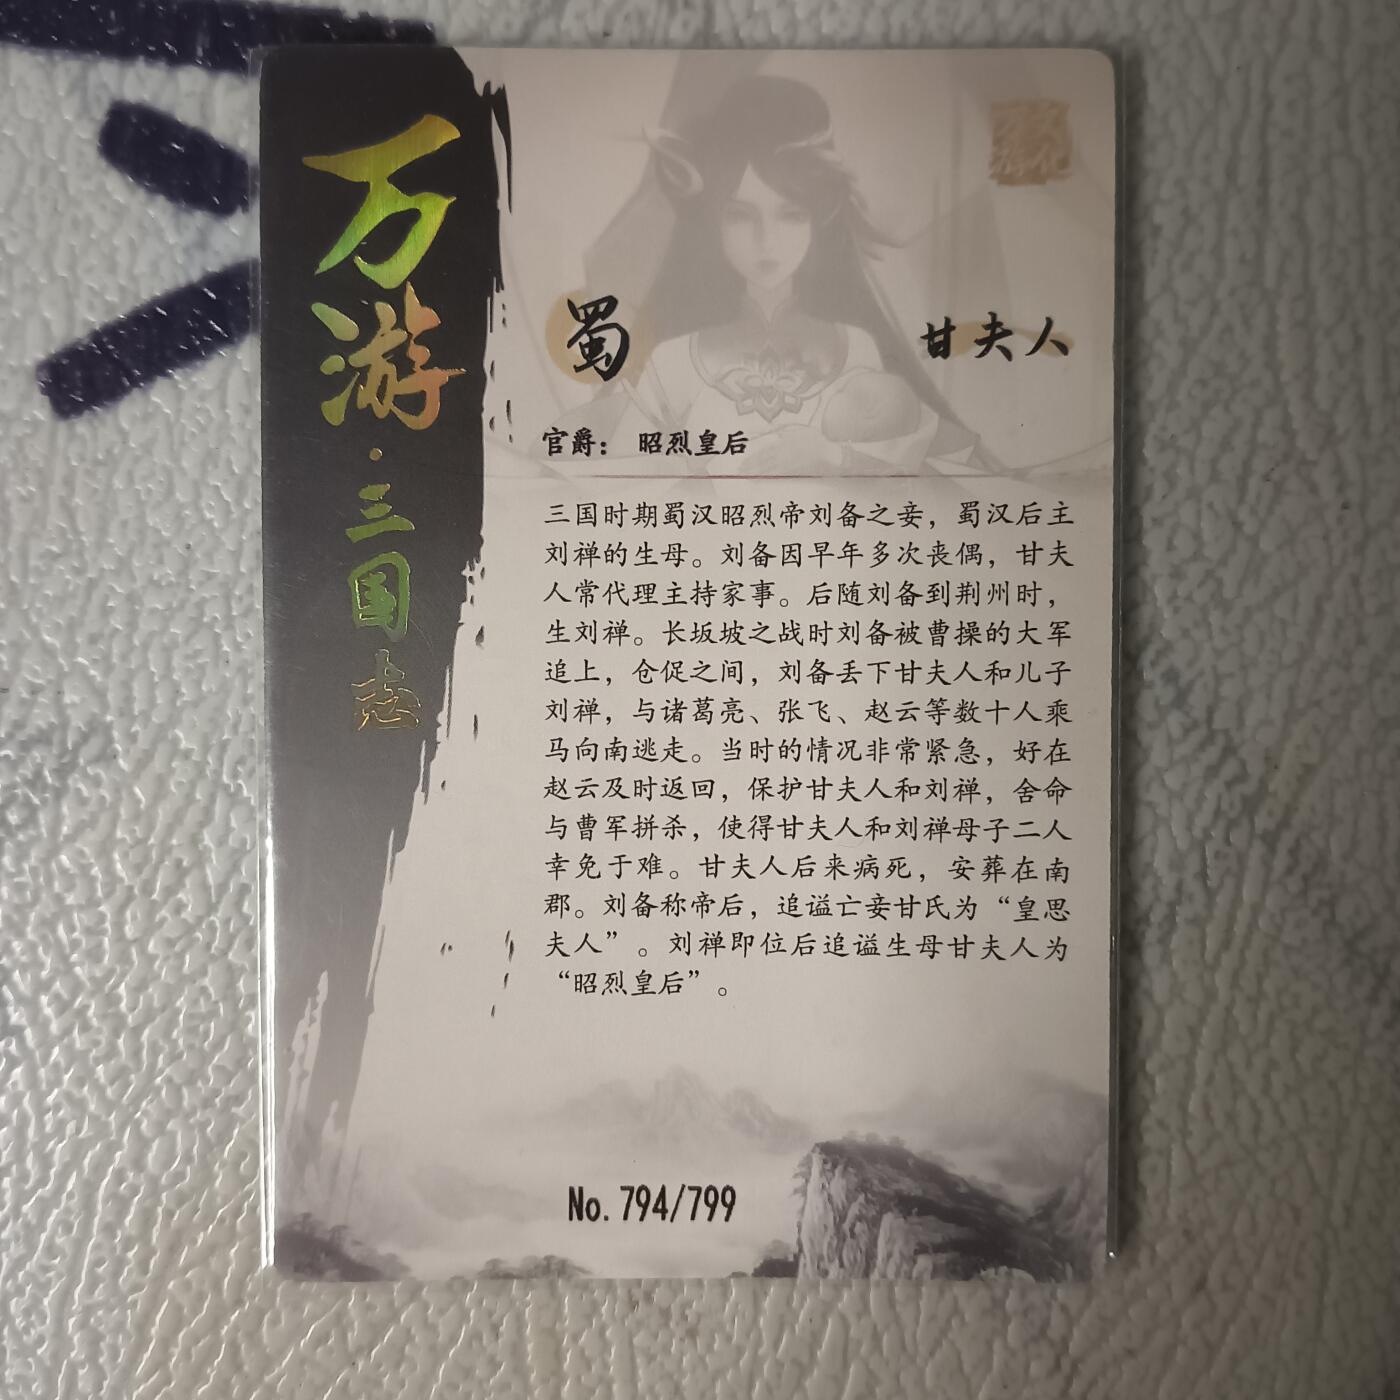 万游·三国志
蜀
甘夫人
官爵： 昭烈皇后
三国时期蜀汉昭烈帝刘备之妾，蜀汉后主
刘禅的生母。刘备因早年多次丧偶，甘夫
人常代理主持家事。后随刘备到荆州时，
生刘禅。长坂坡之战时刘备被曹操的大军
追上，仓促之间，刘备丢下甘夫人和儿子
刘禅，与诸葛亮、张飞、赵云等数十人乘
马向南逃走。当时的情况非常紧急，好在
赵云及时返回，保护甘夫人和刘禅，舍命
与曹军拼杀，使得甘夫人和刘禅母子二人
幸免于难。甘夫人后来病死，安葬在南
郡。刘备称帝后，追谥亡妾甘氏为“皇思
夫人”。刘禅即位后追谥生母甘夫人为
“昭烈皇后”。
No.794/799